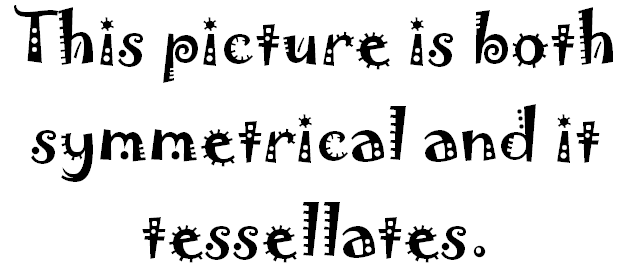 This picture is both
symmetrical and it
tessellates.